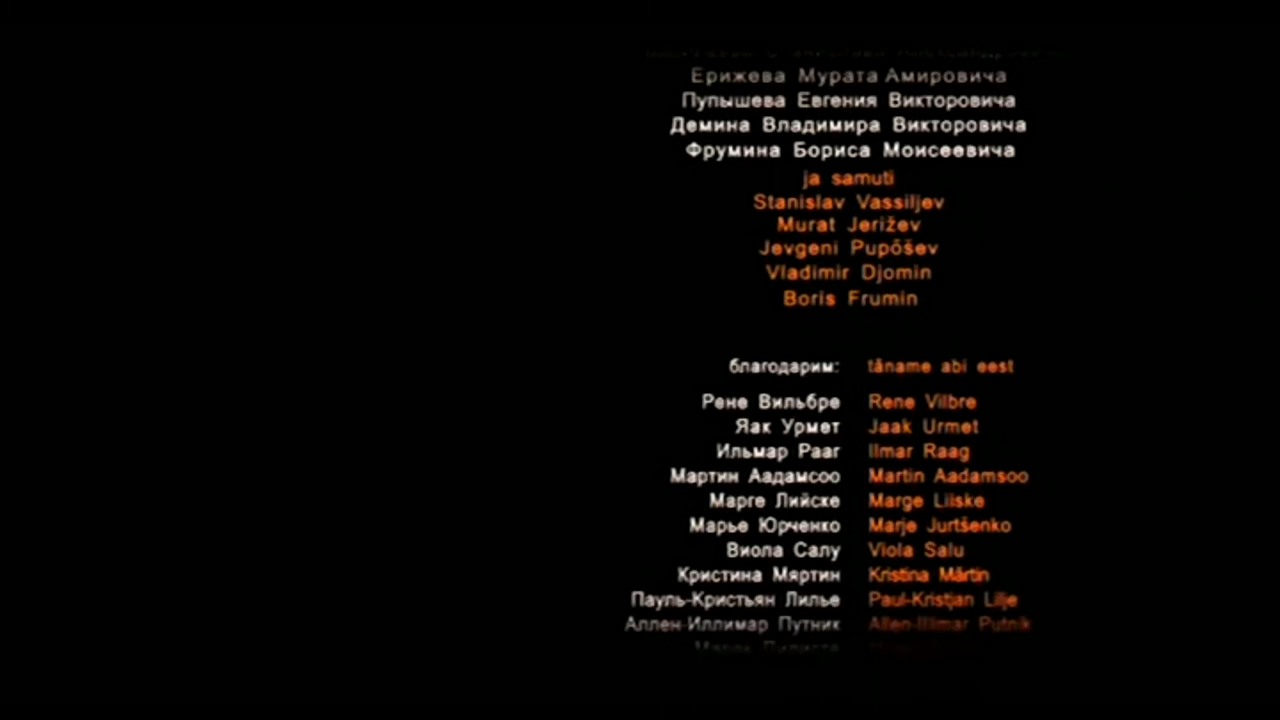 Ерижева Мурата Амировича
Пупышева Евгения Викторовича
Демина Владимира Викторовича
Фрумина Бориса Моисеевича
ja samuti
Stanislav Vassiljev
Murat Jerižev
Jevgeni Pupõšev
Vladimir Djomin
Boris Frumin
благодарим: täname abi eest
Рене Вильбре Rene Vilbre
Яак Урмет Jaak Urmet
Ильмар Рааг Ilmar Raag
Мартин Аадамсоо Martin Aadamsoo
Марге Лийске Marge Liiske
Марье Юрченко Marje Jurtšenko
Виола Салу Viola Salu
Кристина Мяртин Kristina Märtin
Пауль-Кристьян Лилье Paul-Kristjan Lilje
Аллен-Иллимар Путник Allen-Illimar Putnik